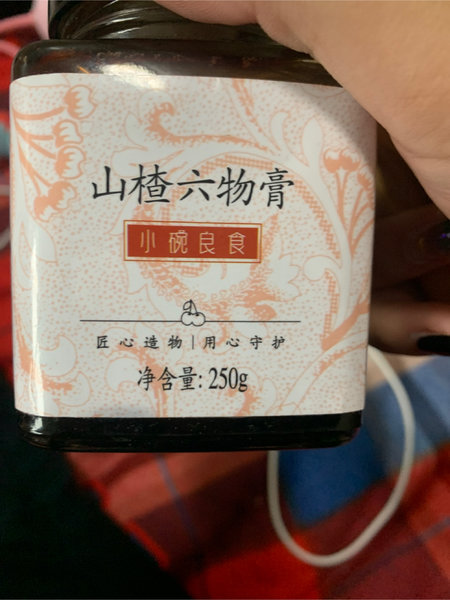 山楂六物膏
小碗良食
匠心造物|用心守护
净含量: 250g